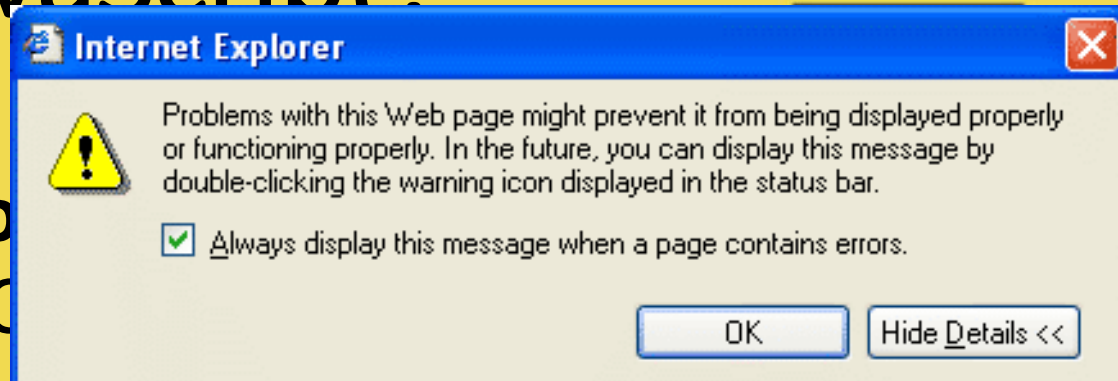 Internet Explorer
Problems with this Web page might prevent it from being displayed properly
or functioning properly. In the future, you can display this message by
double-clicking the warning icon displayed in the status bar.
Always display this message when a page contains errors.
OK
Hide Details <<